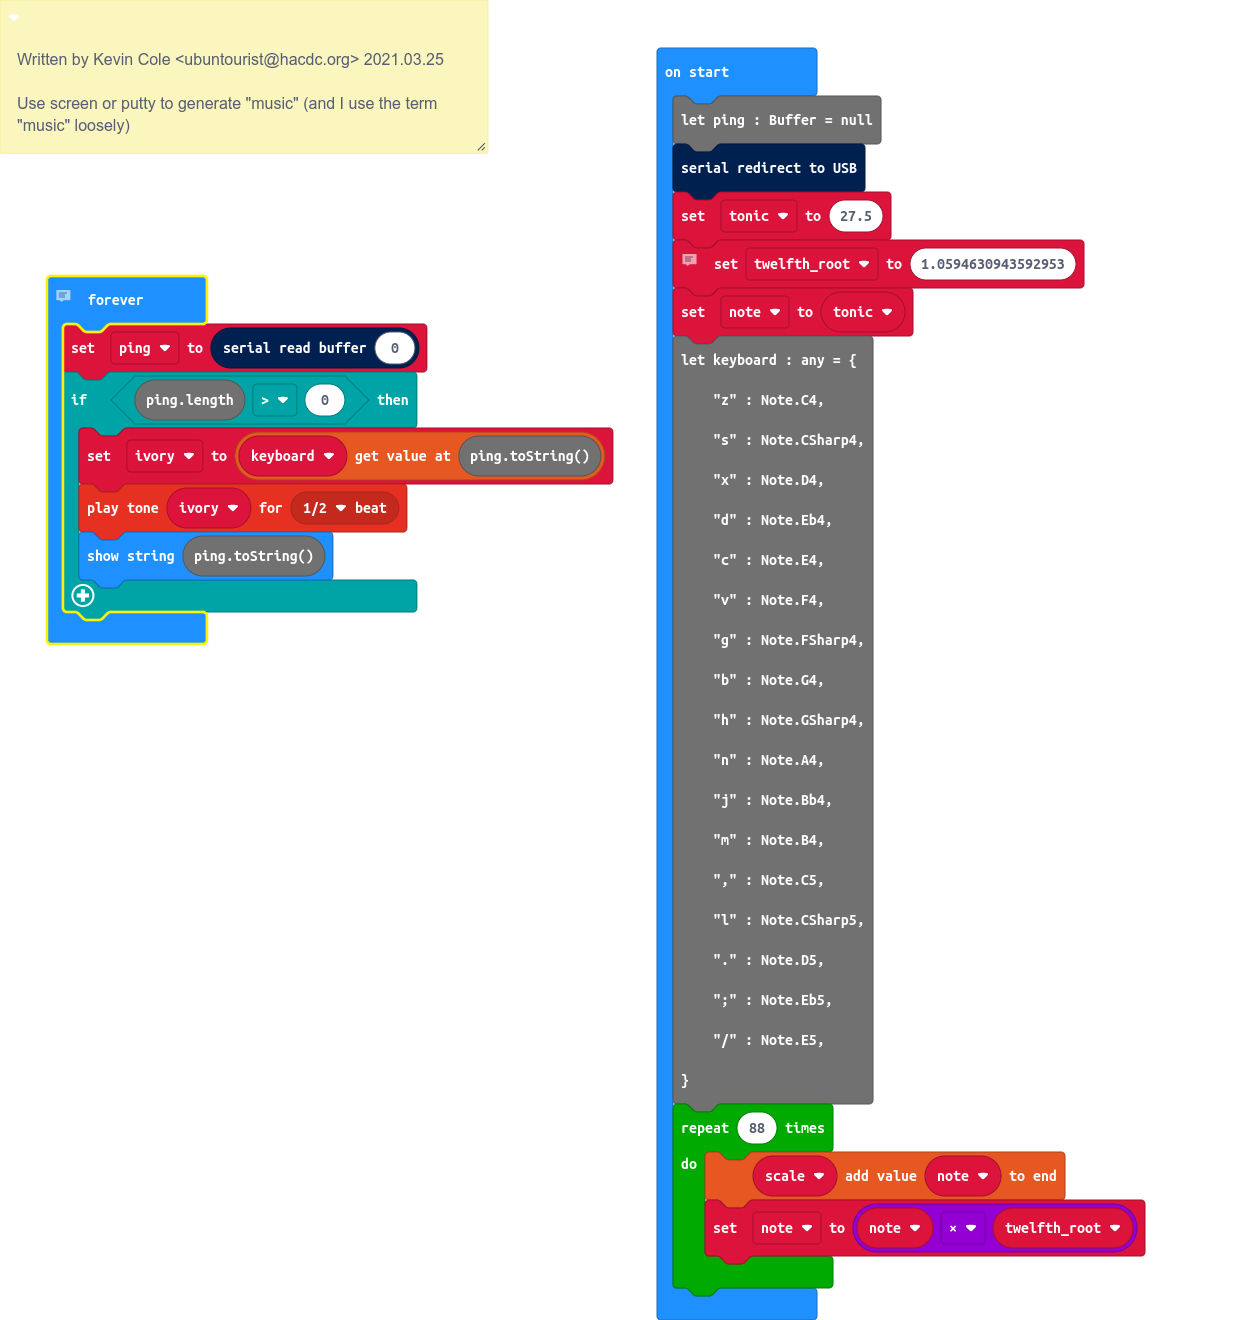 Written by Kevin Cole <ubuntourist@hacdc.org> 2021.03.25
Use screen or putty to generate "music" (and I use the term
"music" loosely)
forever
set ping to serial read buffer 0
if ping.length > 0 then
set ivory to keyboard get value at ping.toString()
play tone ivory for 1/2 beat
show string ping.toString()
on start
let ping : Buffer = null
serial redirect to USB
set tonic to 27.5
set twelfth_root to 1.0594630943592953
set note to tonic
let keyboard : any = {
"z" : Note.C4,
"s" : Note.CSharp4,
"x" : Note.D4,
"d" : Note.Eb4,
"c" : Note.E4,
"v" : Note.F4,
"g" : Note.FSharp4,
"b" : Note.G4,
"h" : Note.GSharp4,
"n" : Note.A4,
"j" : Note.Bb4,
"m" : Note.B4,
"," : Note.C5,
"l" : Note.CSharp5,
"." : Note.D5,
";" : Note.Eb5,
"/" : Note.E5,
}
repeat 88 times
do
scale add value note to end
set note to note × twelfth_root